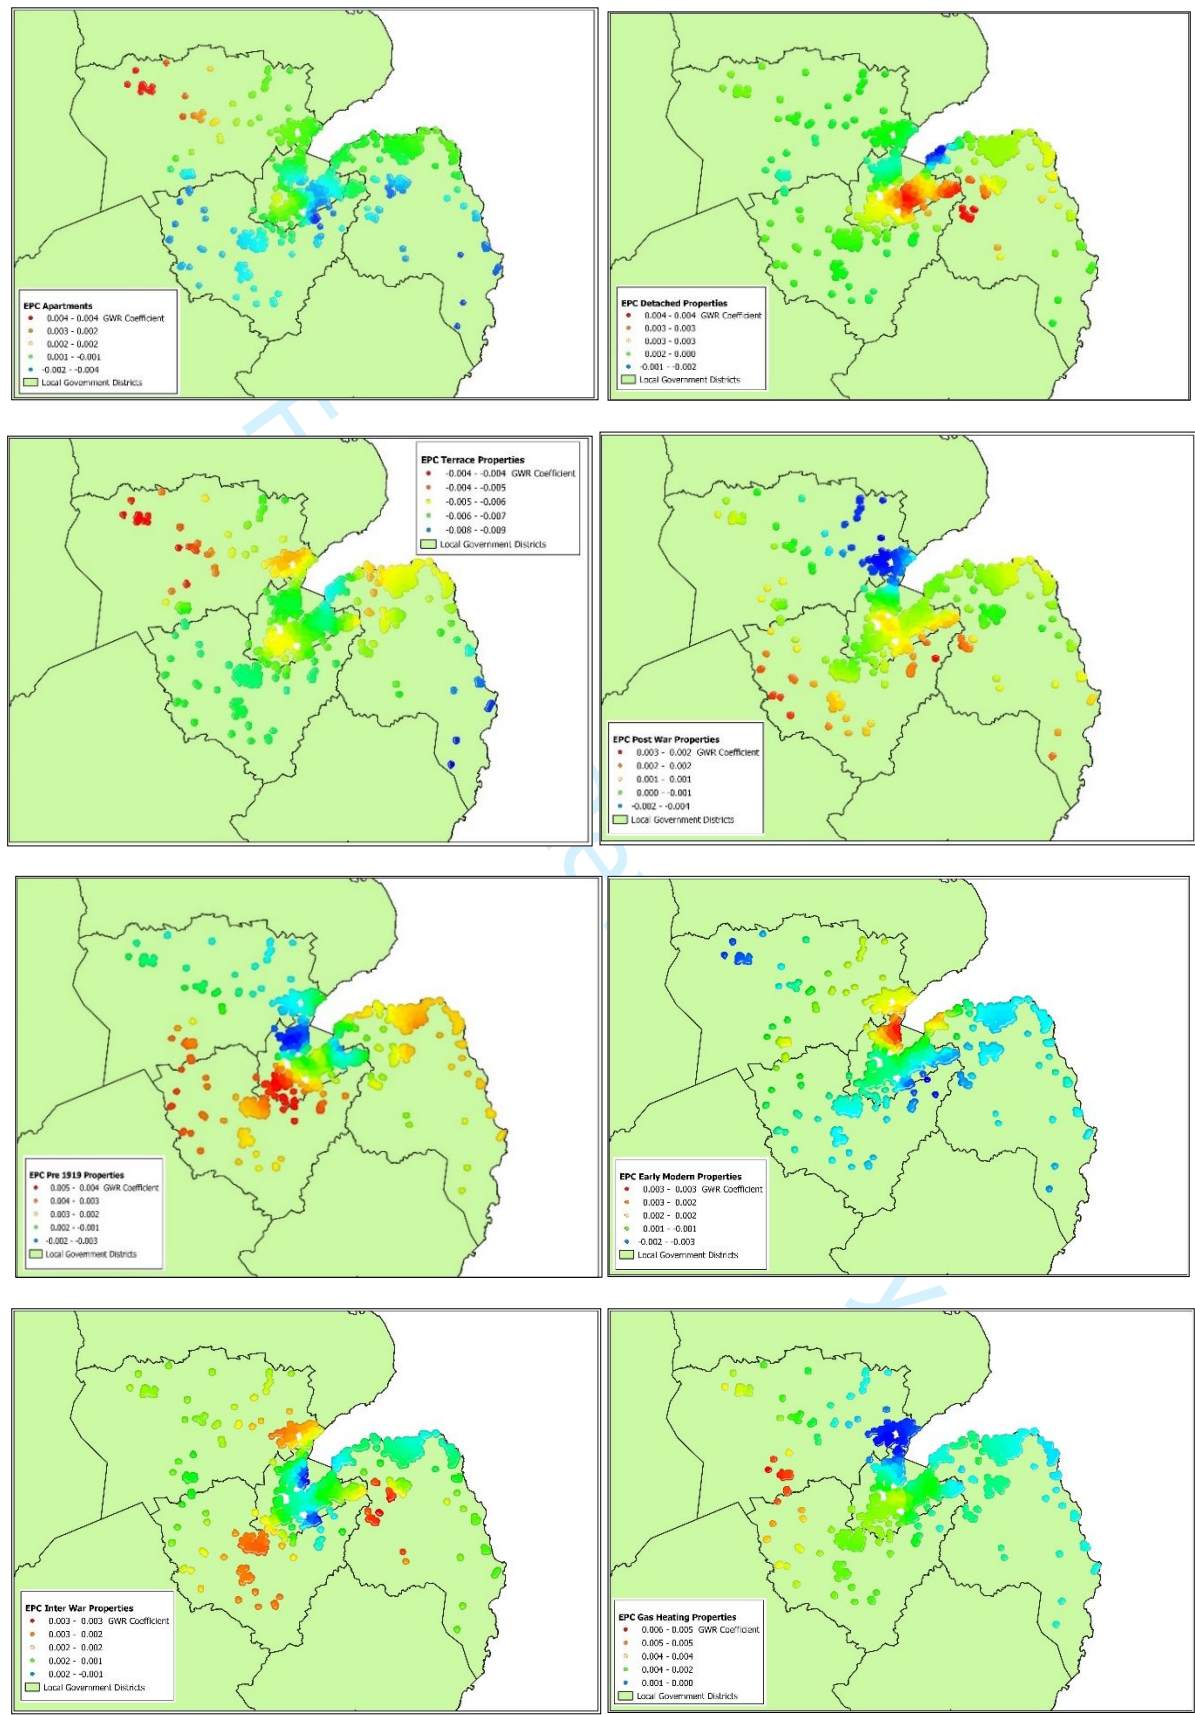 EPC Apartments
0.004 - 0.004 GWR Coefficient
0.003 - 0.002
0.002 - 0.002
0.001 - -0.001
-0.002 - -0.004
Local Government Districts
EPC Detached Properties
0.004 - 0.004 GWR Coefficient
0.003 - 0.003
0.003 - 0.003
0.002 - 0.000
-0.001 - -0.002
Local Government Districts
EPC Terrace Properties
-0.004 - -0.004 GWR Coefficient
-0.004 - -0.005
-0.005 - -0.006
-0.006 - -0.007
-0.008 - -0.009
Local Government Districts
EPC Post War Properties
0.003 - 0.002 GWR Coefficient
0.002 - 0.002
0.001 - 0.001
0.000 - -0.001
-0.002 - -0.004
Local Government Districts
EPC Pre 1919 Properties
0.005 - 0.004 GWR Coefficient
0.004 - 0.003
0.003 - 0.002
0.002 - -0.001
-0.002 - -0.003
Local Government Districts
EPC Early Modern Properties
0.003 - 0.003 GWR Coefficient
0.003 - 0.002
0.002 - 0.002
0.001 - -0.001
-0.002 - -0.003
Local Government Districts
EPC Inter War Properties
0.003 - 0.003 GWR Coefficient
0.003 - 0.002
0.002 - 0.002
0.002 - 0.001
0.002 - -0.001
Local Government Districts
EPC Gas Heating Properties
0.006 - 0.005 GWR Coefficient
0.005 - 0.005
0.004 - 0.004
0.004 - 0.002
0.001 - 0.000
Local Government Districts